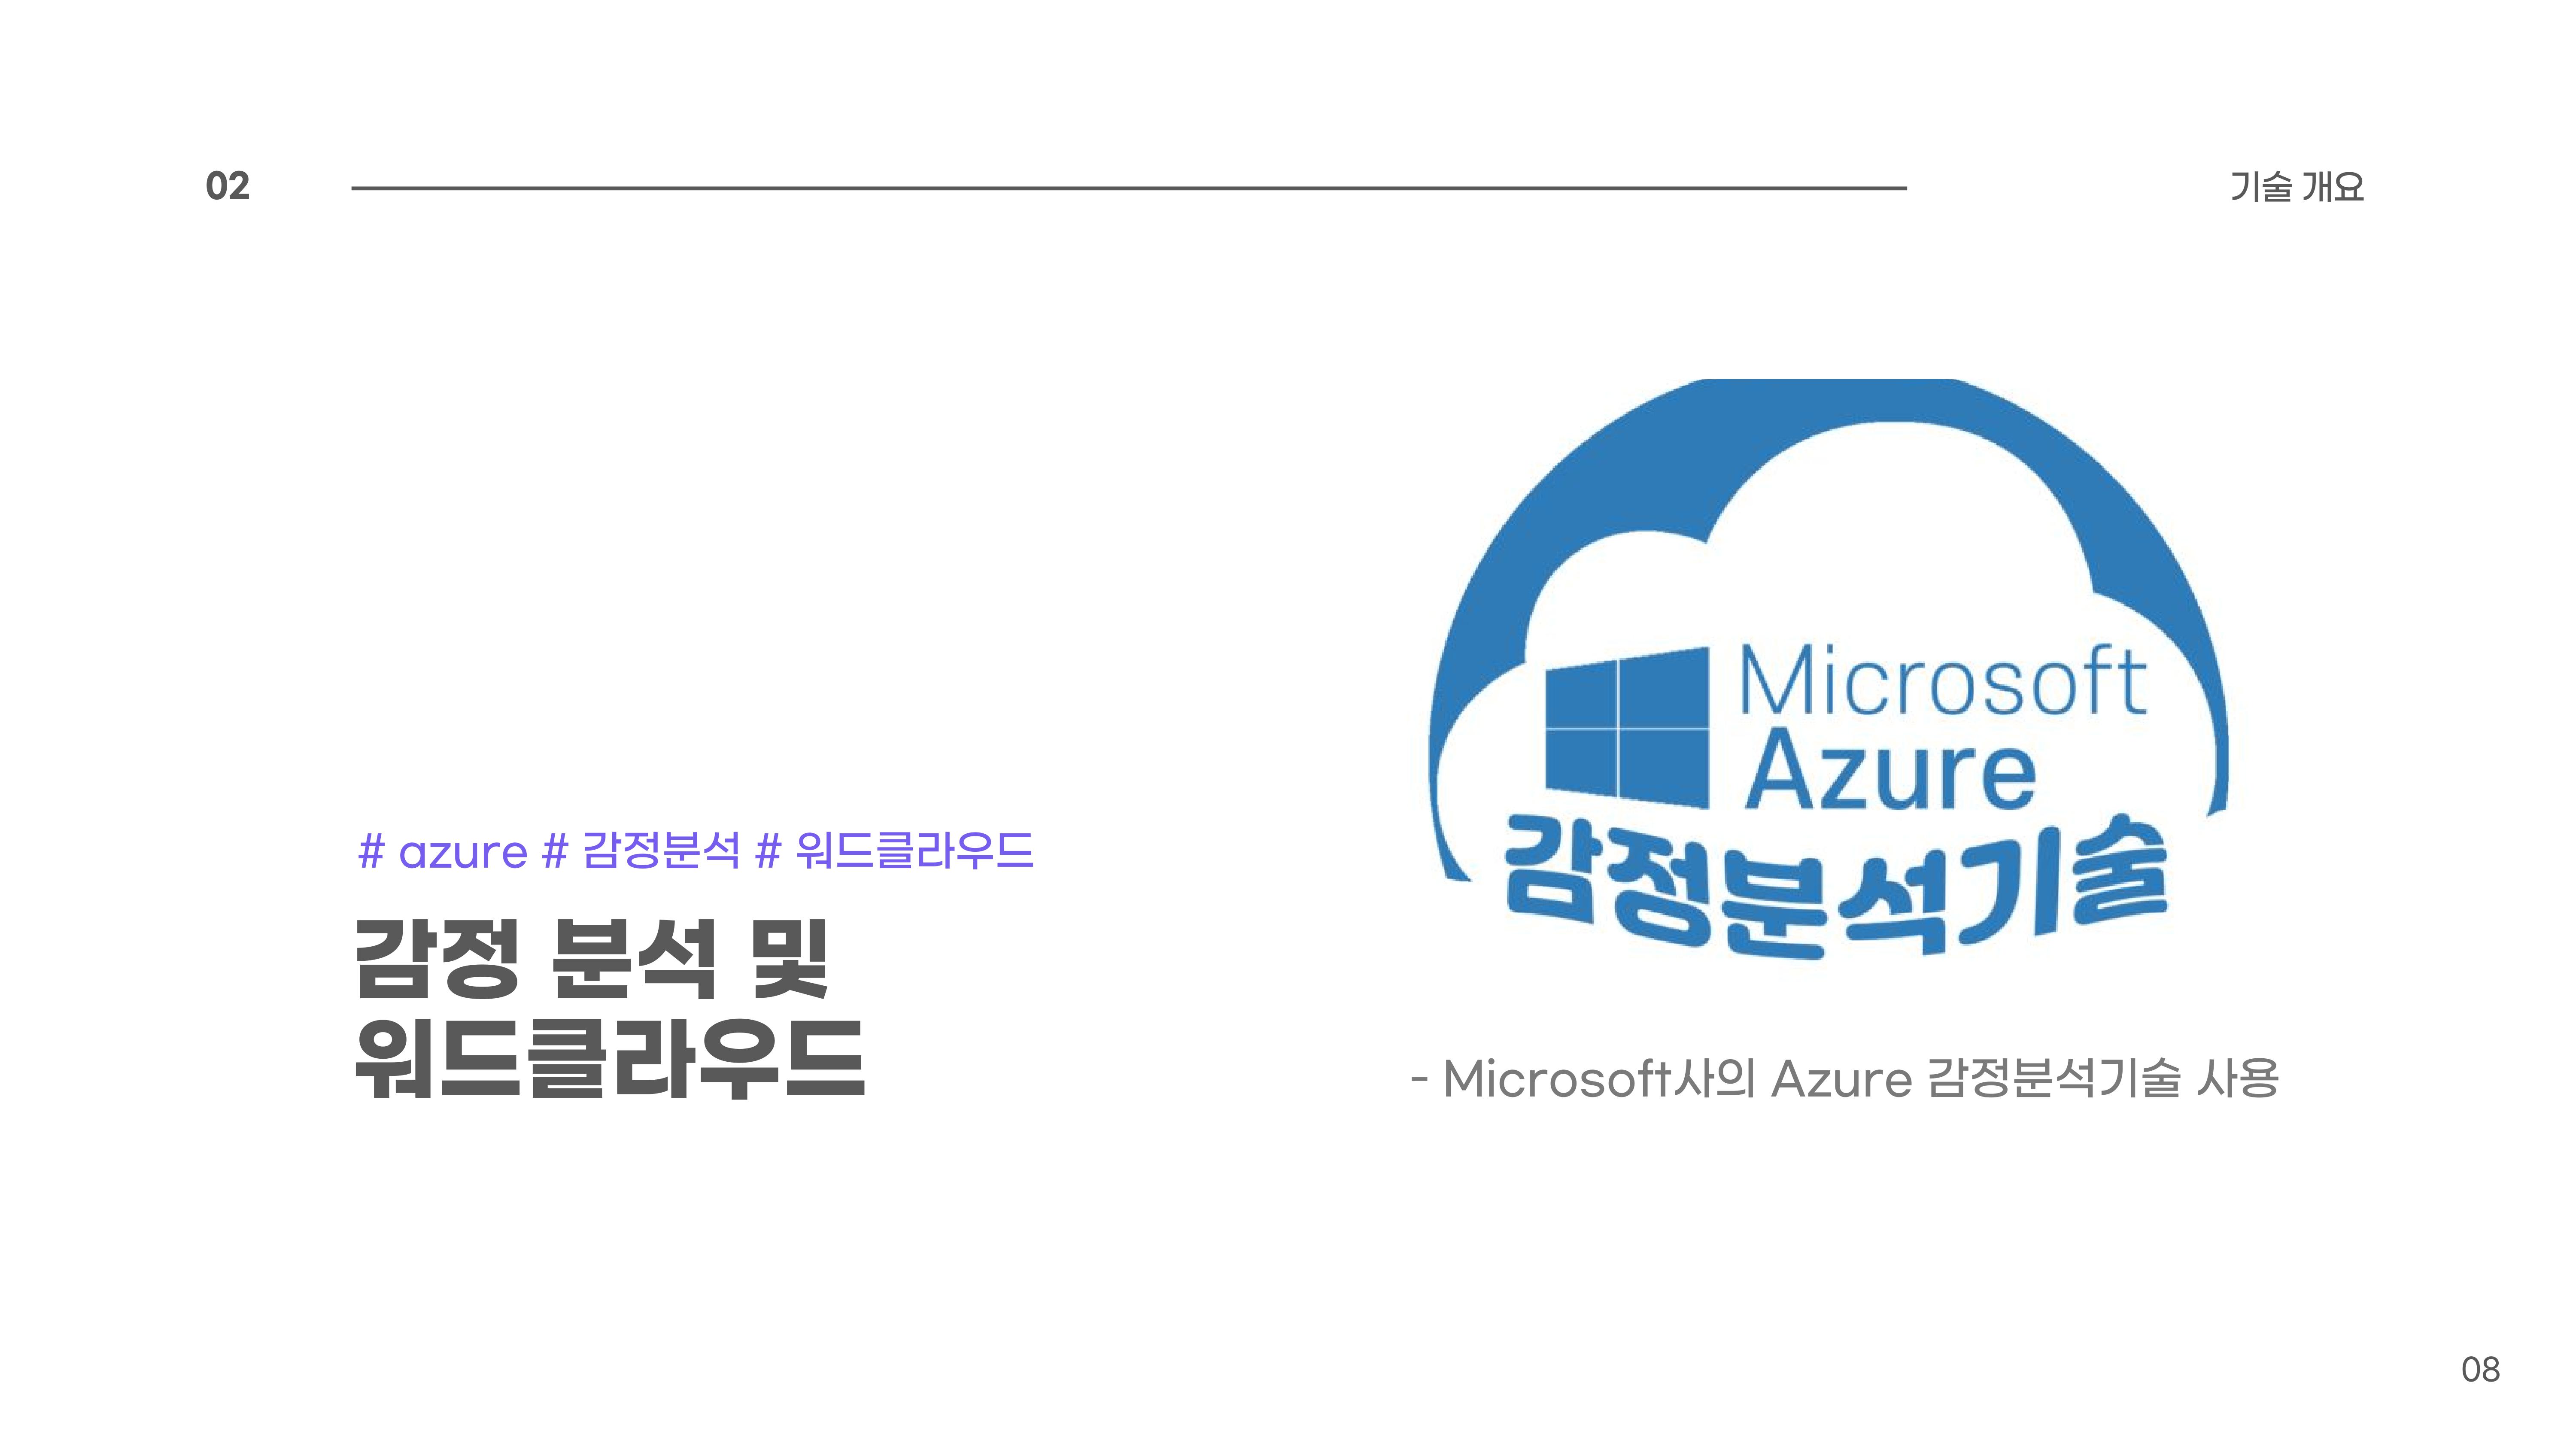 02
기술 개요
# azure # 감정분석 # 워드클라우드
감정 분석 및
워드클라우드
Microsoft
Azure
감정분석기술
- Microsoft사의 Azure 감정분석기술 사용
08